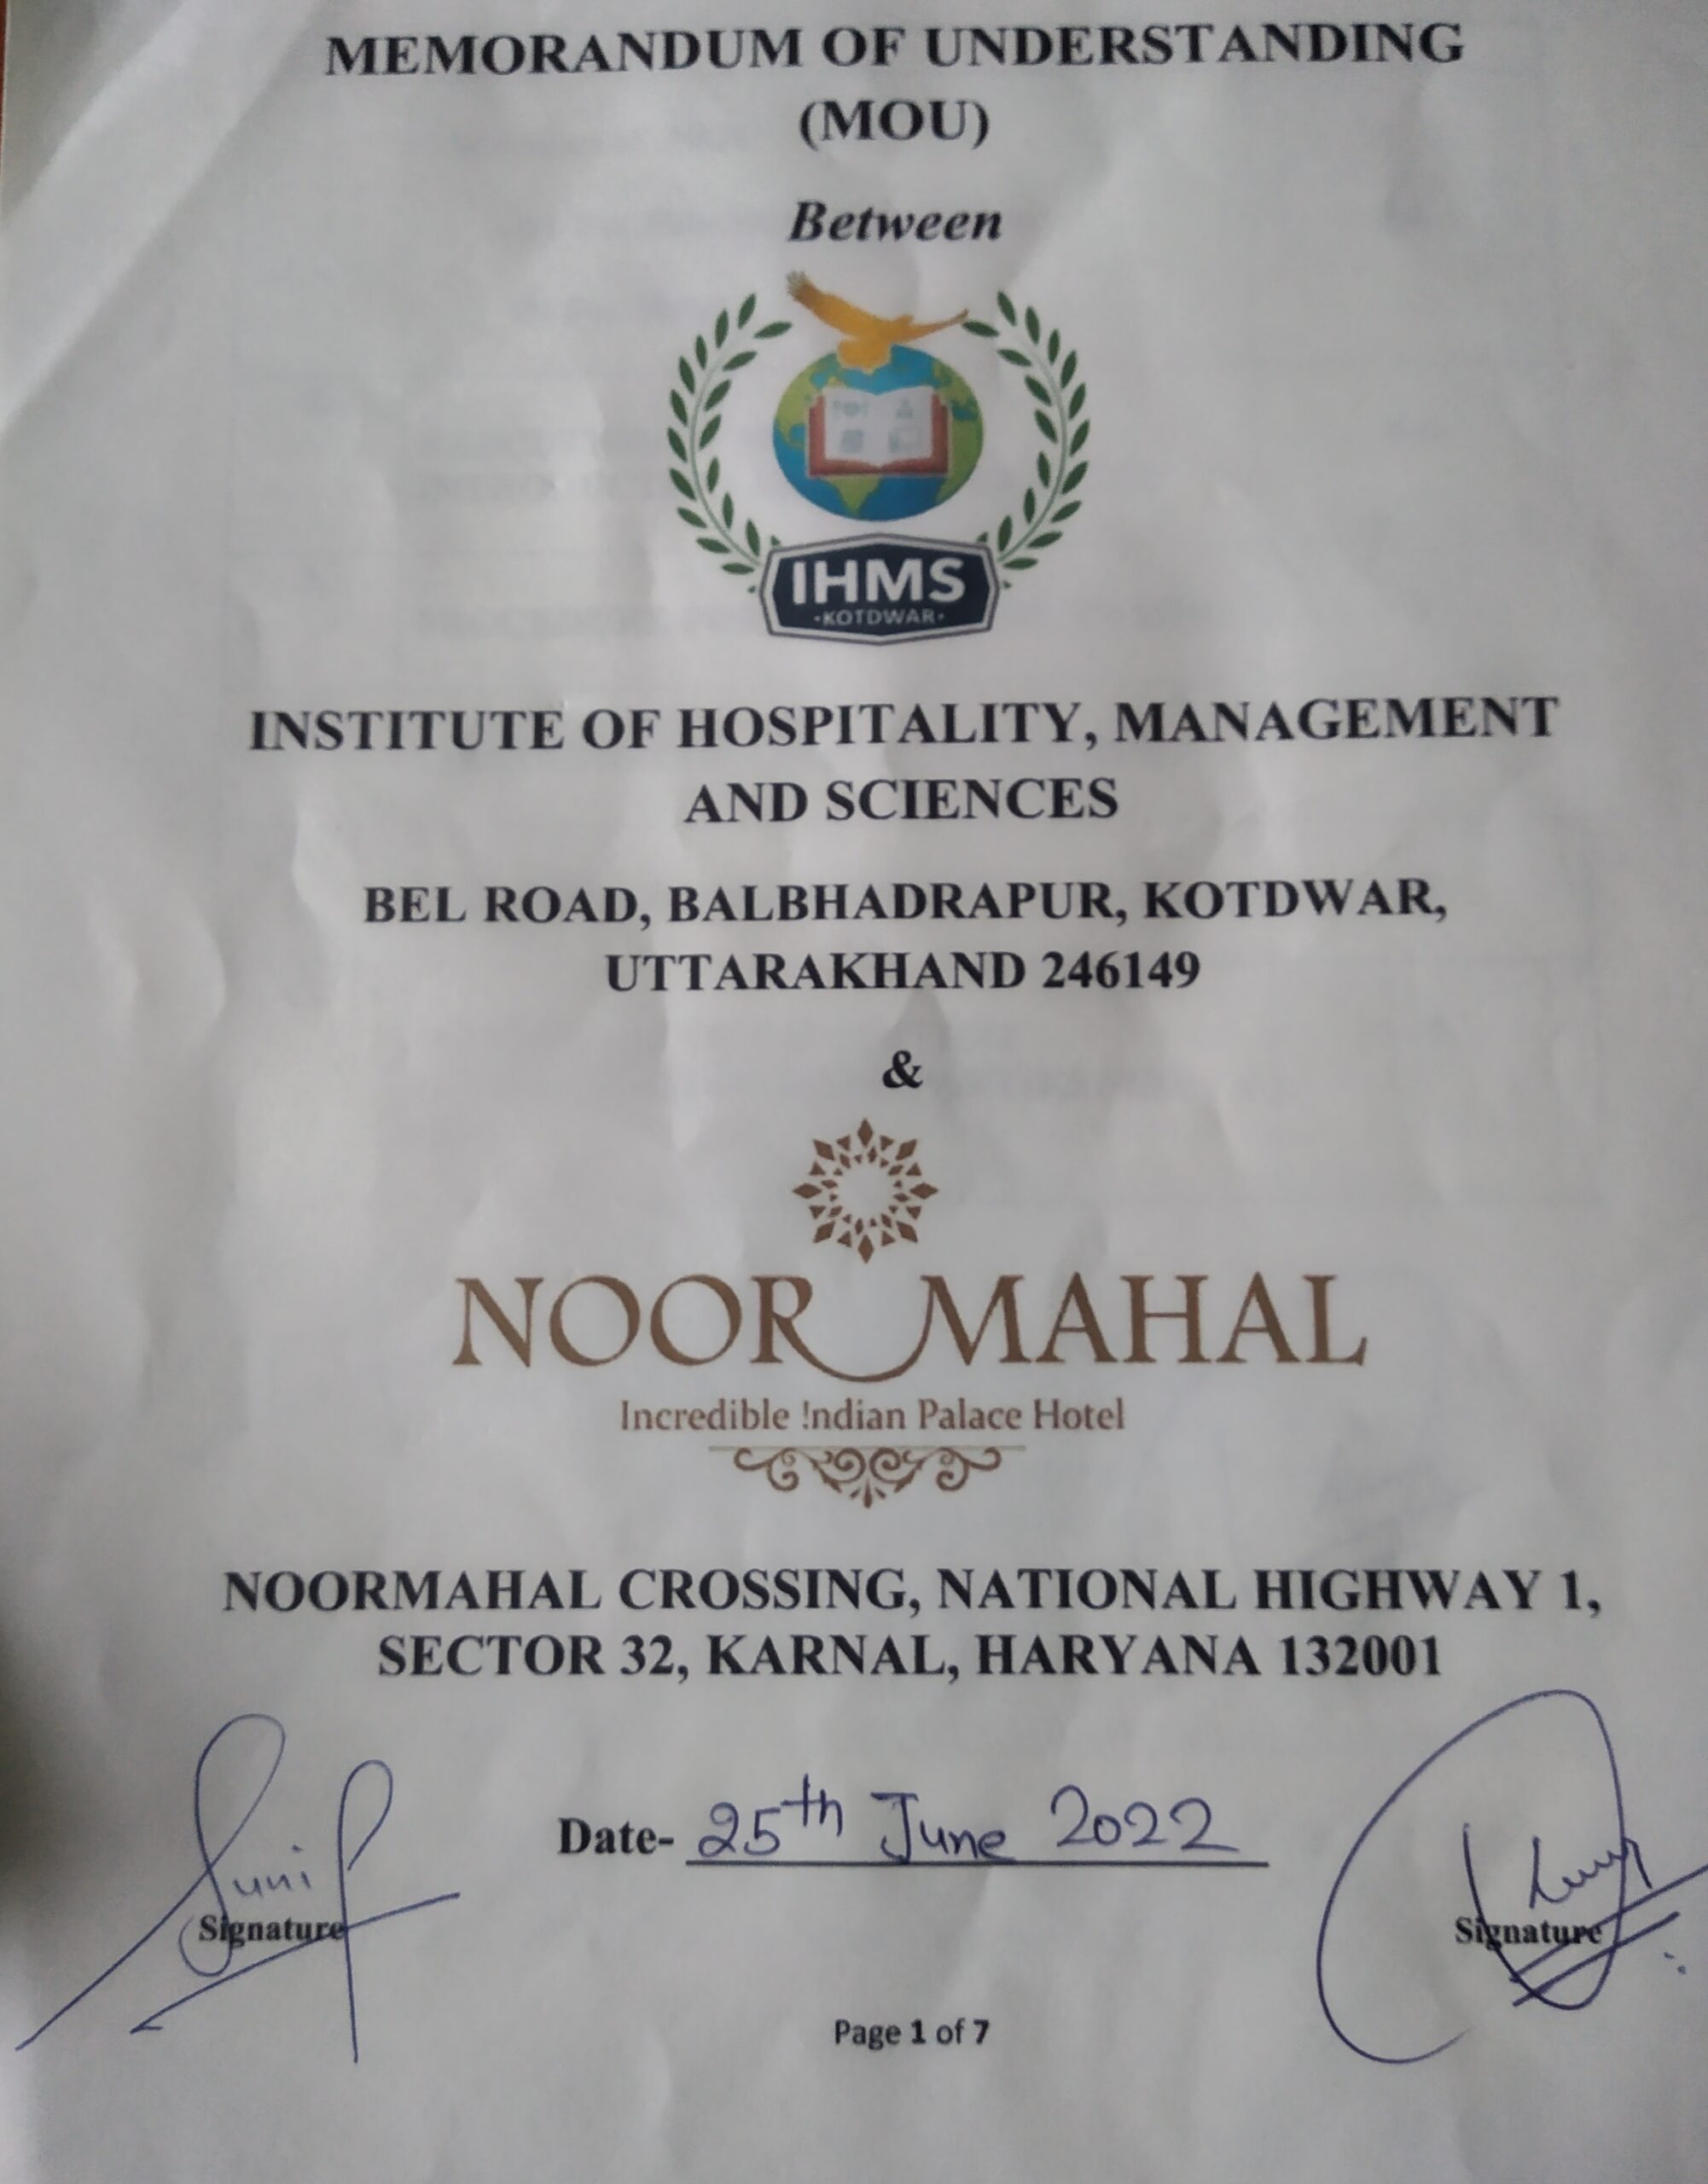 MEMORANDUM OF UNDERSTANDING
(MOU)
Between
IHMS
·KOTDWAR·
INSTITUTE OF HOSPITALITY, MANAGEMENT
AND SCIENCES
BEL ROAD, BALBHADRAPUR, KOTDWAR,
UTTARAKHAND 246149
&
NOOR MAHAL
Incredible !ndian Palace Hotel
NOORMAHAL CROSSING, NATIONAL HIGHWAY 1,
SECTOR 32, KARNAL, HARYANA 132001
Date- 25th June 2022
Sunil
Signature
Signature
Page 1 of 7